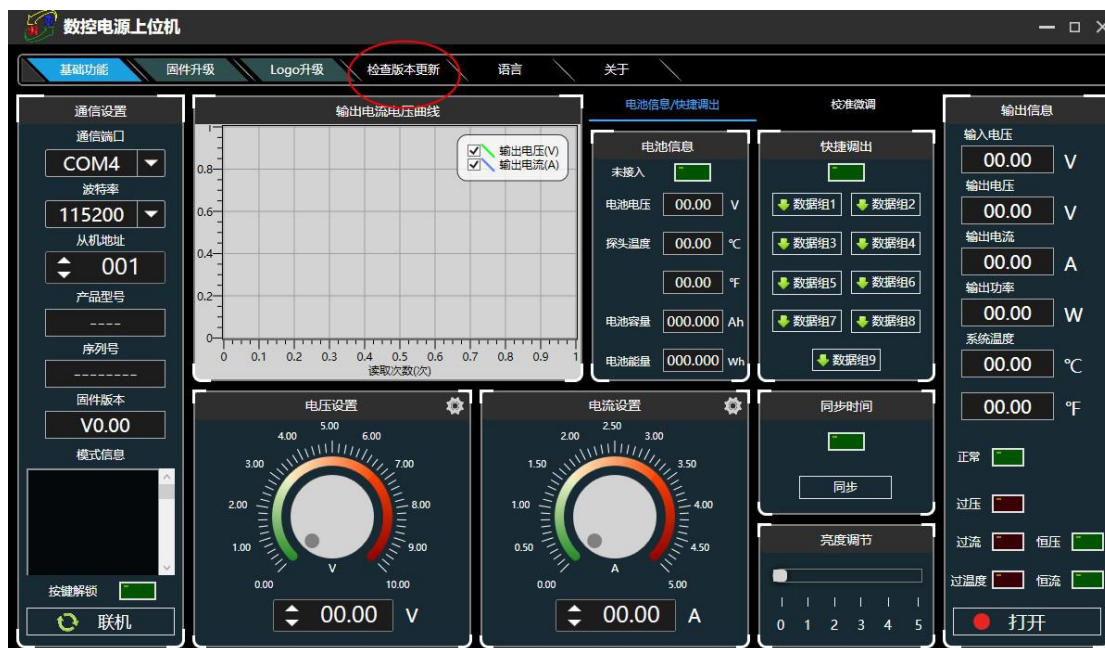 数控电源上位机
基础功能 固件升级 Logo升级 检查版本更新 语言 关于
通信设置
通信端口
COM4
波特率
115200
从机地址
001
产品型号
----
序列号
--------
固件版本
V0.00
模式信息
按键解锁
联机
输出电流电压曲线
输出电压(V)
输出电流(A)
1
0.8
0.6
0.4
0.2
0
0 0.1 0.2 0.3 0.4 0.5 0.6 0.7 0.8 0.9 1
读取次数(次)
电池信息/快捷调出 校准微调
电池信息
未接入
电池电压 00.00 V
探头温度 00.00 ℃
00.00 ℉
电池容量 000.000 Ah
电池能量 000.000 Wh
快捷调出
数据组1 数据组2
数据组3 数据组4
数据组5 数据组6
数据组7 数据组8
数据组9
电压设置
0.00 1.00 2.00 3.00 4.00 5.00 6.00 7.00 8.00 9.00 10.00
V
00.00 V
电流设置
0.00 0.50 1.00 1.50 2.00 2.50 3.00 3.50 4.00 4.50 5.00
A
00.00 A
同步时间
同步
亮度调节
0 1 2 3 4 5
输出信息
输入电压
00.00 V
输出电压
00.00 V
输出电流
00.00 A
输出功率
00.00 W
系统温度
00.00 ℃
00.00 ℉
正常
过压
过流 恒压
过温度 恒流
打开